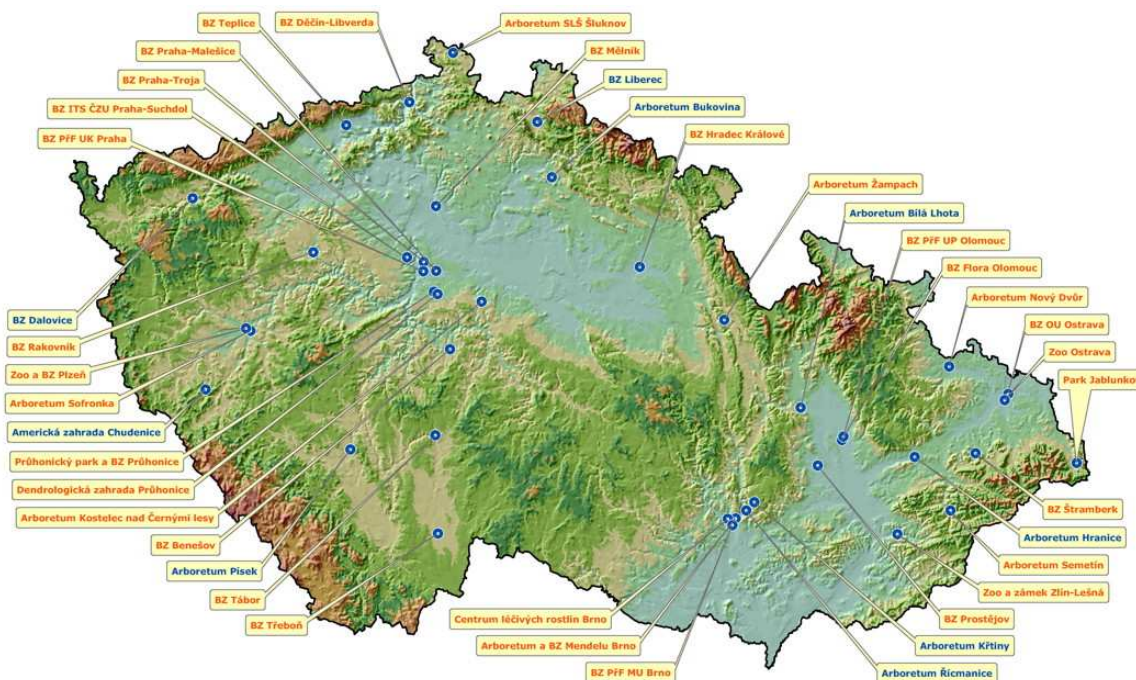 BZ Teplice
BZ Děčín-Libverda
Arboretum SLŠ Šluknov
BZ Praha-Malešice
BZ Mělník
BZ Praha-Troja
BZ Liberec
BZ ITS ČZU Praha-Suchdol
Arboretum Bukovina
BZ PřF UK Praha
BZ Hradec Králové
Arboretum Žampach
Arboretum Bílá Lhota
BZ PřF UP Olomouc
BZ Flora Olomouc
Arboretum Nový Dvůr
BZ OU Ostrava
Zoo Ostrava
Park Jablunko
BZ Dalovice
BZ Rakovník
Zoo a BZ Plzeň
Arboretum Sofronka
Americká zahrada Chudenice
Průhonický park a BZ Průhonice
Dendrologická zahrada Průhonice
Arboretum Kostelec nad Černými lesy
BZ Benešov
Arboretum Písek
BZ Tábor
BZ Třeboň
BZ Štramberk
Arboretum Hranice
Arboretum Semetín
Zoo a zámek Zlín-Lešná
Centrum léčivých rostlin Brno
BZ Prostějov
Arboretum a BZ Mendelu Brno
Arboretum Křtiny
BZ PřF MU Brno
Arboretum Řícmanice